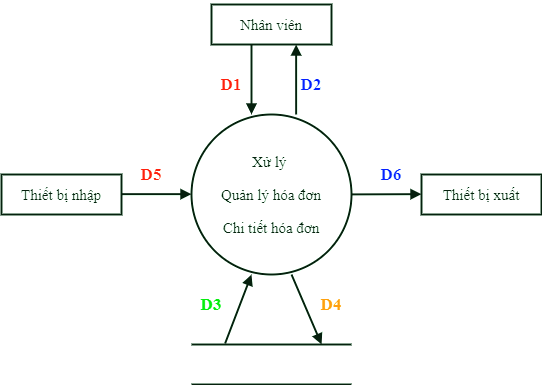 Nhân viên
D1
D2
Xử lý
Thiết bị nhập
D5
Quản lý hóa đơn
D6
Thiết bị xuất
Chi tiết hóa đơn
D3
D4